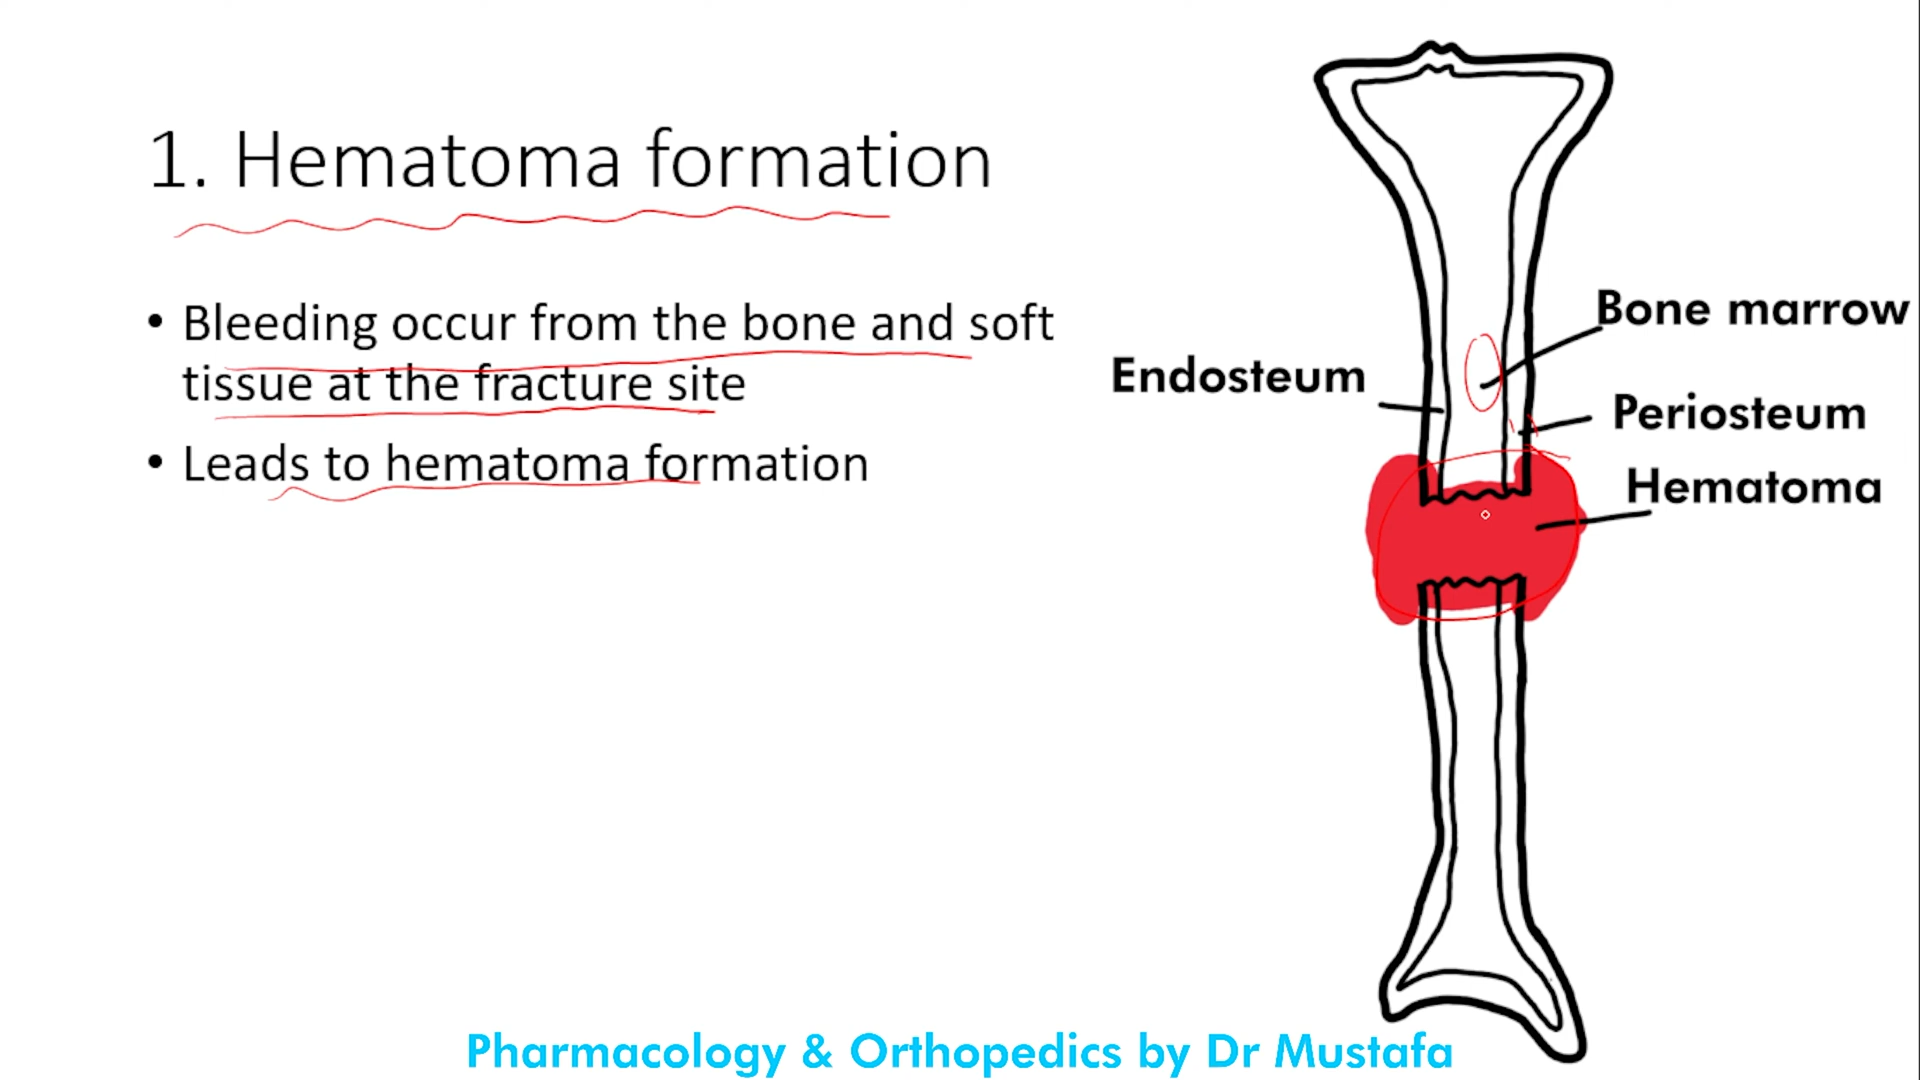 1. Hematoma formation
• Bleeding occur from the bone and soft
tissue at the fracture site
• Leads to hematoma formation
Bone marrow
Endosteum
Periosteum
Hematoma
Pharmacology & Orthopedics by Dr Mustafa